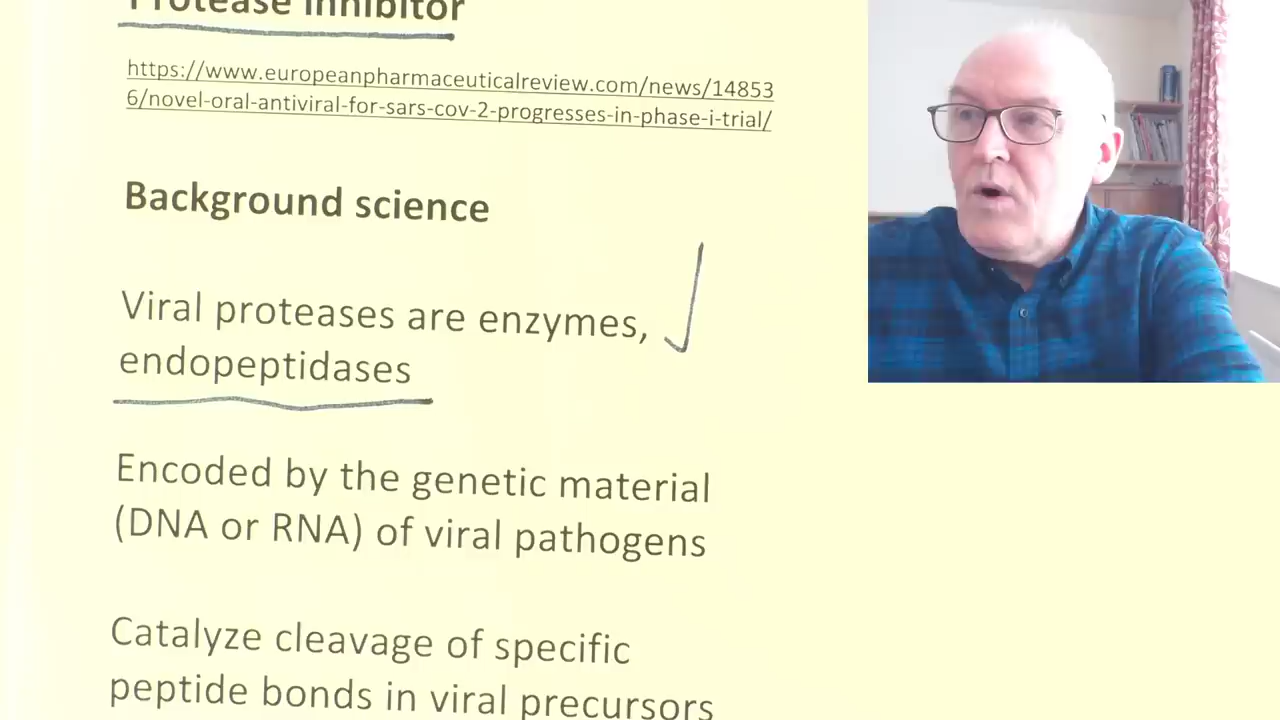 Protease inhibitor
https://www.europeanpharmaceuticalreview.com/news/14853
6/novel-oral-antiviral-for-sars-cov-2-progresses-in-phase-i-trial/
Background science
Viral proteases are enzymes,
endopeptidases
Encoded by the genetic material
(DNA or RNA) of viral pathogens
Catalyze cleavage of specific
peptide bonds in viral precursors